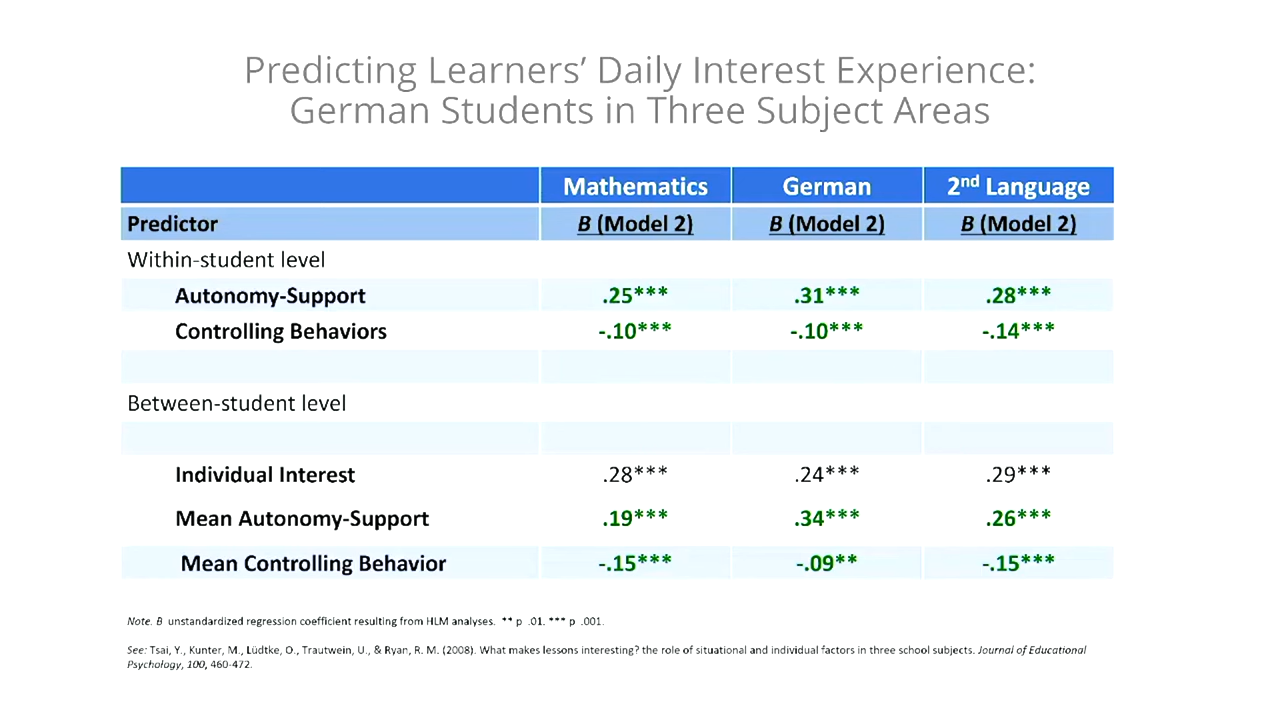 Predicting Learners’ Daily Interest Experience:
German Students in Three Subject Areas
Mathematics German 2nd Language
Predictor B (Model 2) B (Model 2) B (Model 2)
Within-student level
Autonomy-Support .25*** .31*** .28***
Controlling Behaviors -.10*** -.10*** -.14***
Between-student level
Individual Interest .28*** .24*** .29***
Mean Autonomy-Support .19*** .34*** .26***
Mean Controlling Behavior -.15*** -.09** -.15***
Note. B unstandardized regression coefficient resulting from HLM analyses. ** p .01. *** p .001.
See: Tsai, Y., Kunter, M., Lüdtke, O., Trautwein, U., & Ryan, R. M. (2008). What makes lessons interesting? the role of situational and individual factors in three school subjects. Journal of Educational
Psychology, 100, 460-472.